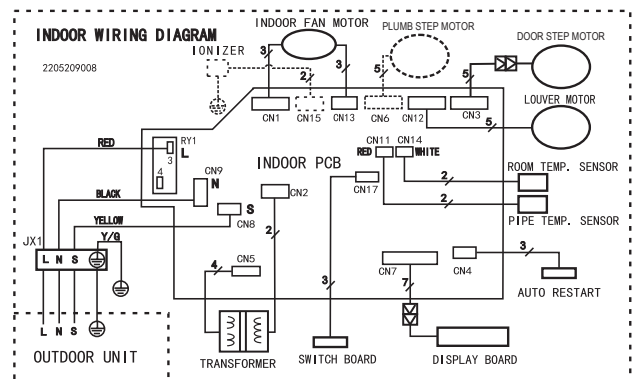 INDOOR WIRING DIAGRAM
2205209008
INDOOR FAN MOTOR
PLUMB STEP MOTOR
DOOR STEP MOTOR
IONIZER
3
2
3
5
5
LOUVER MOTOR
CN1
CN15
CN13
CN6
CN12
CN3
5
RED
RY1
3
L
4
INDOOR PCB
CN11
CN14
RED
WHITE
ROOM TEMP. SENSOR
2
PIPE TEMP. SENSOR
2
BLACK
CN9
N
CN2
CN17
YELLOW
S
CN8
Y/G
JX1
L N S
2
4
CN5
3
CN7
7
CN4
3
AUTO RESTART
L N S
OUTDOOR UNIT
TRANSFORMER
SWITCH BOARD
DISPLAY BOARD